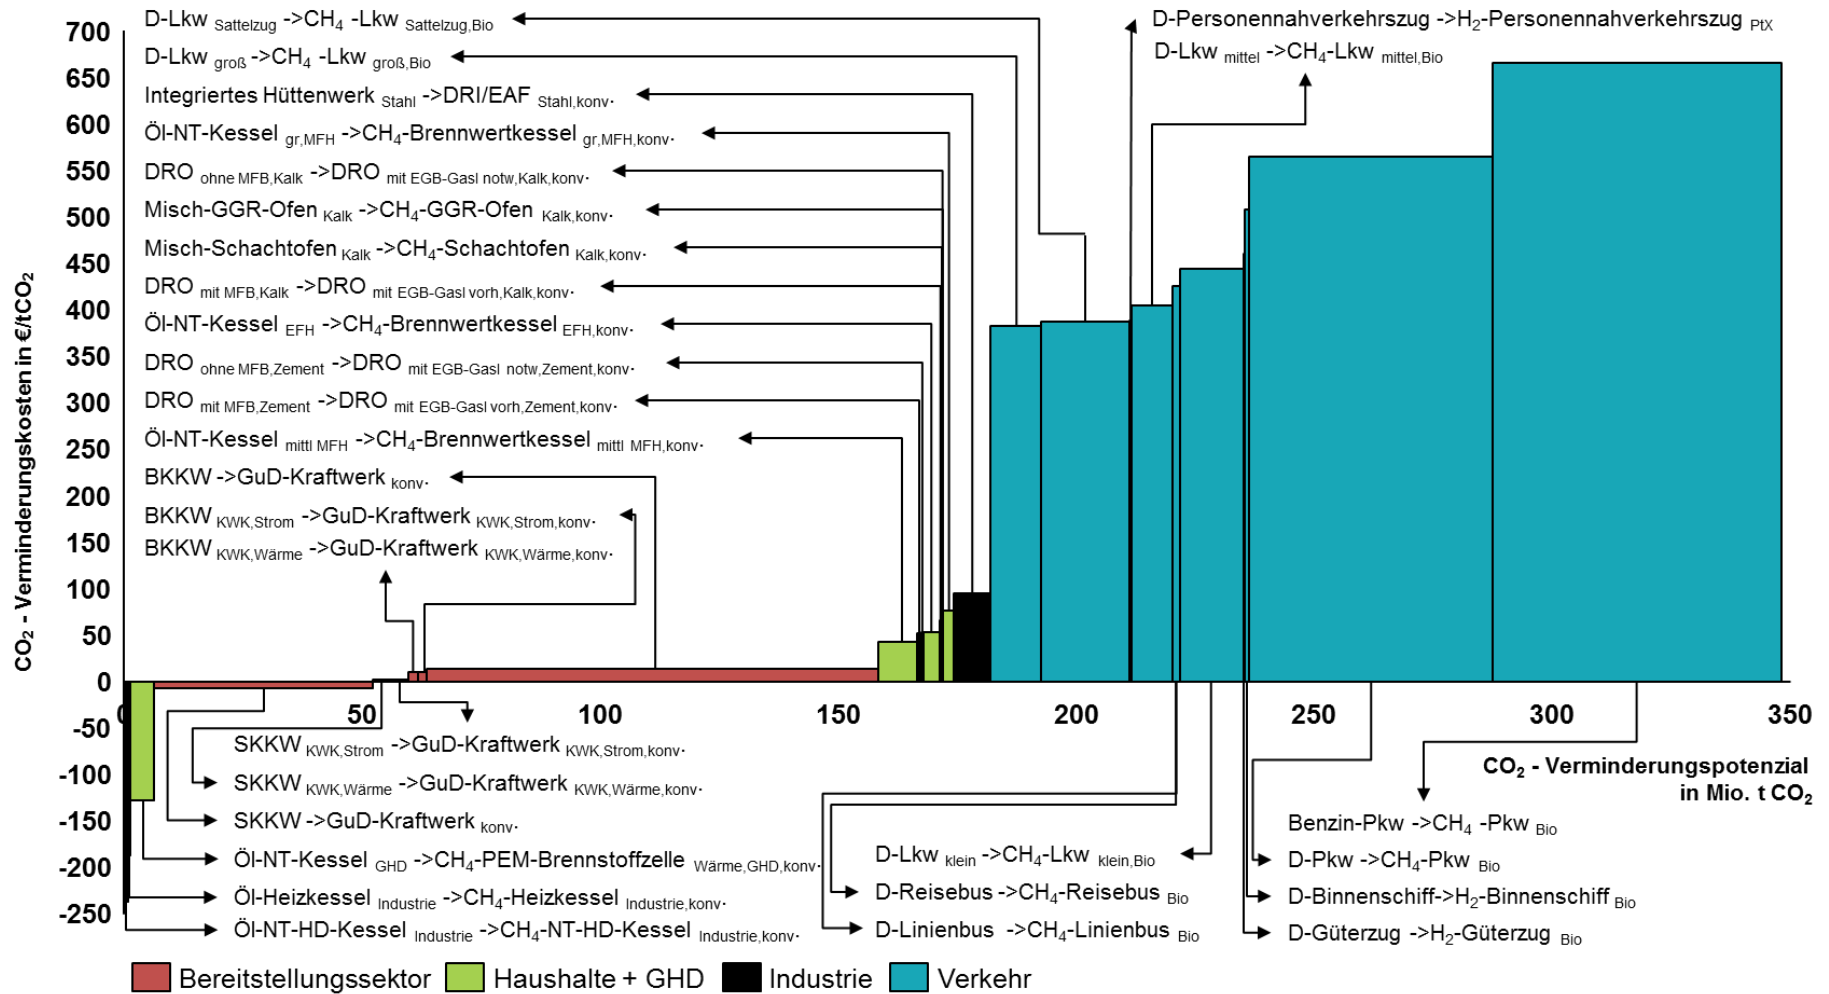 D-Lkw Sattelzug ->CH₄ -Lkw Sattelzug,Bio
D-Lkw groß ->CH₄ -Lkw groß,Bio
Integriertes Hüttenwerk Stahl ->DRI/EAF Stahl,konv.
Öl-NT-Kessel gr,MFH ->CH₄-Brennwertkessel gr,MFH,konv.
DRO ohne MFB,Kalk ->DRO mit EGB-Gasl notw,Kalk,konv.
Misch-GGR-Ofen Kalk ->CH₄-GGR-Ofen Kalk,konv.
Misch-Schachtofen Kalk ->CH₄-Schachtofen Kalk,konv.
DRO mit MFB,Kalk ->DRO mit EGB-Gasl vorh,Kalk,konv.
Öl-NT-Kessel EFH ->CH₄-Brennwertkessel EFH,konv.
DRO ohne MFB,Zement ->DRO mit EGB-Gasl notw,Zement,konv.
DRO mit MFB,Zement ->DRO mit EGB-Gasl vorh,Zement,konv.
Öl-NT-Kessel mittl MFH ->CH₄-Brennwertkessel mittl MFH,konv.
BKKW ->GuD-Kraftwerk konv.
BKKW KWK,Strom ->GuD-Kraftwerk KWK,Strom,konv.
BKKW KWK,Wärme ->GuD-Kraftwerk KWK,Wärme,konv.
D-Personennahverkehrszug ->H₂-Personennahverkehrszug PtX
D-Lkw mittel ->CH₄-Lkw mittel,Bio
700
650
600
550
500
450
400
350
300
250
200
150
100
50
0
-50
-100
-150
-200
-250
CO₂ - Verminderungskosten in €/tCO₂
0
50
100
150
200
250
300
350
CO₂ - Verminderungspotenzial
in Mio. t CO₂
SKKW KWK,Strom ->GuD-Kraftwerk KWK,Strom,konv.
SKKW KWK,Wärme ->GuD-Kraftwerk KWK,Wärme,konv.
SKKW ->GuD-Kraftwerk konv.
Öl-NT-Kessel GHD ->CH₄-PEM-Brennstoffzelle Wärme,GHD,konv.
Öl-Heizkessel Industrie ->CH₄-Heizkessel Industrie,konv.
Öl-NT-HD-Kessel Industrie ->CH₄-NT-HD-Kessel Industrie,konv.
D-Lkw klein ->CH₄-Lkw klein,Bio
D-Reisebus ->CH₄-Reisebus Bio
D-Linienbus ->CH₄-Linienbus Bio
Benzin-Pkw ->CH₄ -Pkw Bio
D-Pkw ->CH₄-Pkw Bio
D-Binnenschiff->H₂-Binnenschiff Bio
D-Güterzug ->H₂-Güterzug Bio
Bereitstellungssektor
Haushalte + GHD
Industrie
Verkehr